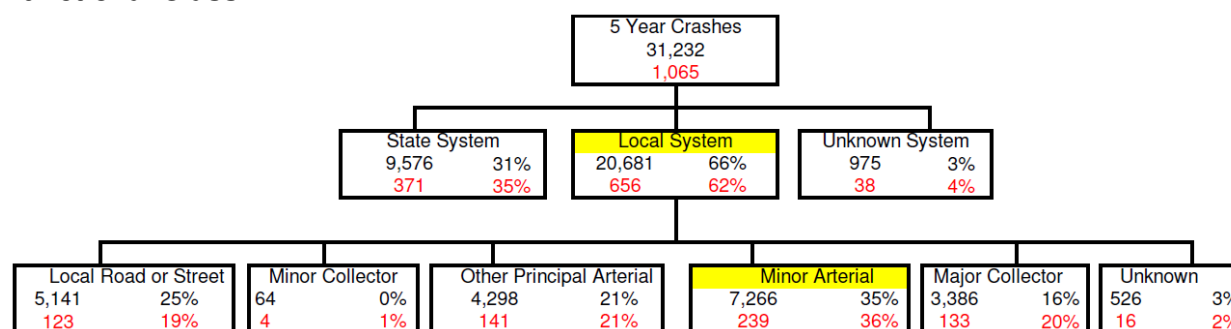 5 Year Crashes
31,232
1,065
State System
9,576 31%
371 35%
Local System
20,681 66%
656 62%
Unknown System
975 3%
38 4%
Local Road or Street
5,141 25%
123 19%
Minor Collector
64 0%
4 1%
Other Principal Arterial
4,298 21%
141 21%
Minor Arterial
7,266 35%
239 36%
Major Collector
3,386 16%
133 20%
Unknown
526 3%
16 2%